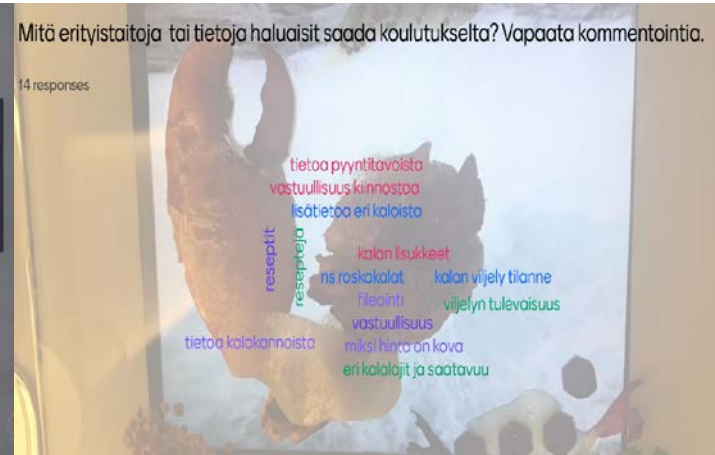 Mitä erityistaitoja tai tietoja haluaisit saada koulutukselta? Vapaata kommentointia.
14 responses
tietoa pyyntitavoista
vastuullisuus kiinnostaa
lisätietoa eri kaloista
reseptit
reseptejä
kalan lisukkeet
ns roskakalat
kalan viljely tilanne
fileointi
viljelyn tulevaisuus
vastuullisuus
tietoa kalakannoista
miksi hinta on kova
eri kalalajit ja saatavuu